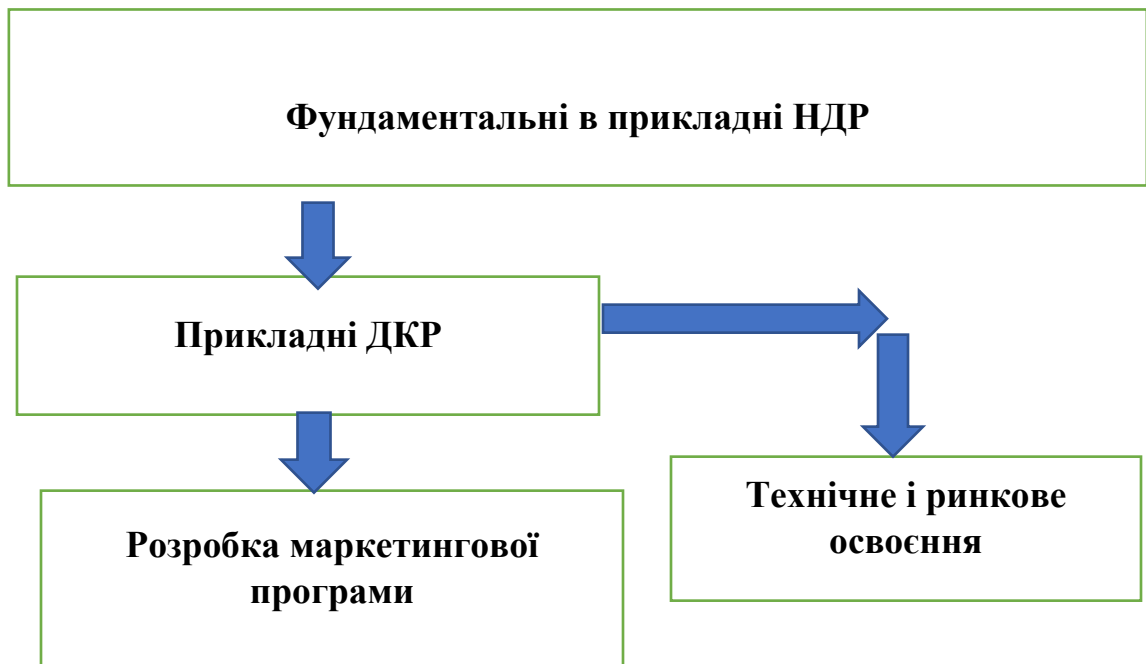 Фундаментальні в прикладні НДР
Прикладні ДКР
Технічне і ринкове
освоєння
Розробка маркетингової
програми